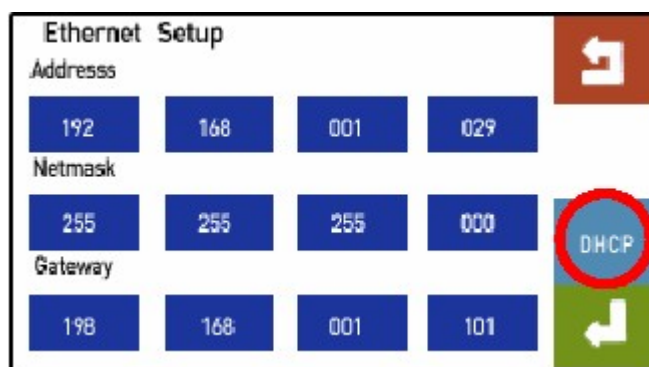 Ethernet Setup
Addresss
192 168 001 029
Netmask
255 255 255 000
DHCP
Gateway
198 168 001 101